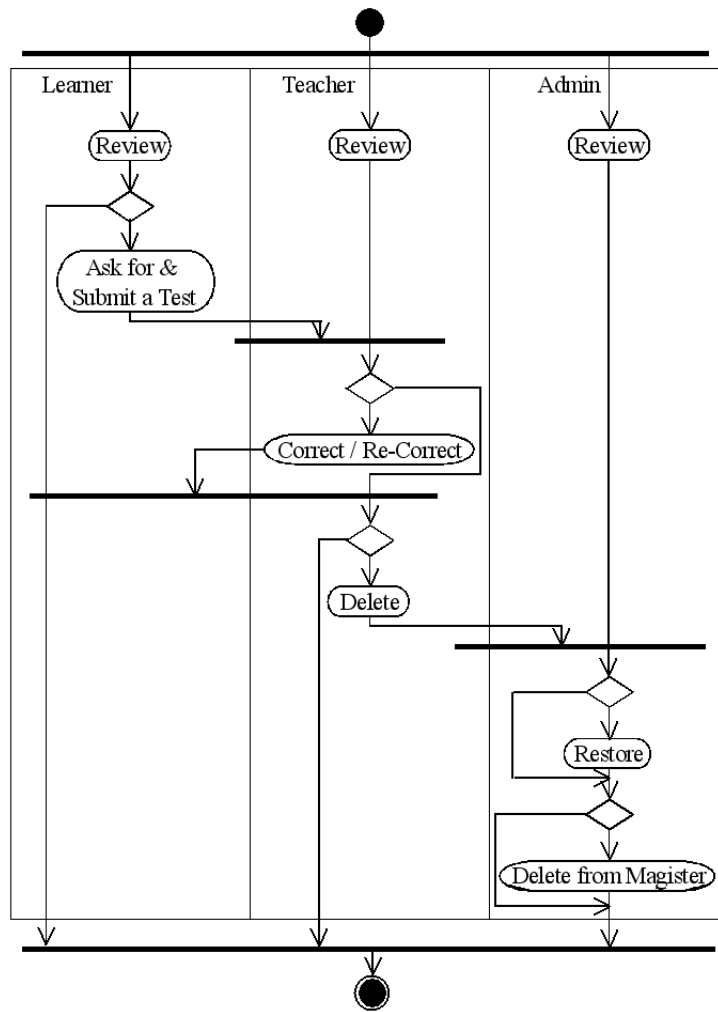 Learner
Teacher
Admin
Review
Review
Review
Ask for &
Submit a Test
Correct / Re-Correct
Delete
Restore
Delete from Magister